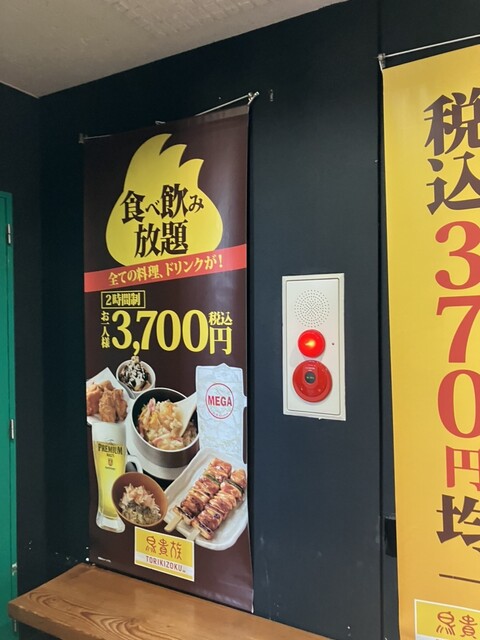 食べ飲み
放題
全ての料理、ドリンクが!
2時間制
お一人様 3,700円 税込
MEGA
PREMIUM
鳥貴族
TORIKIZOKU
税込370円均一
鳥貴